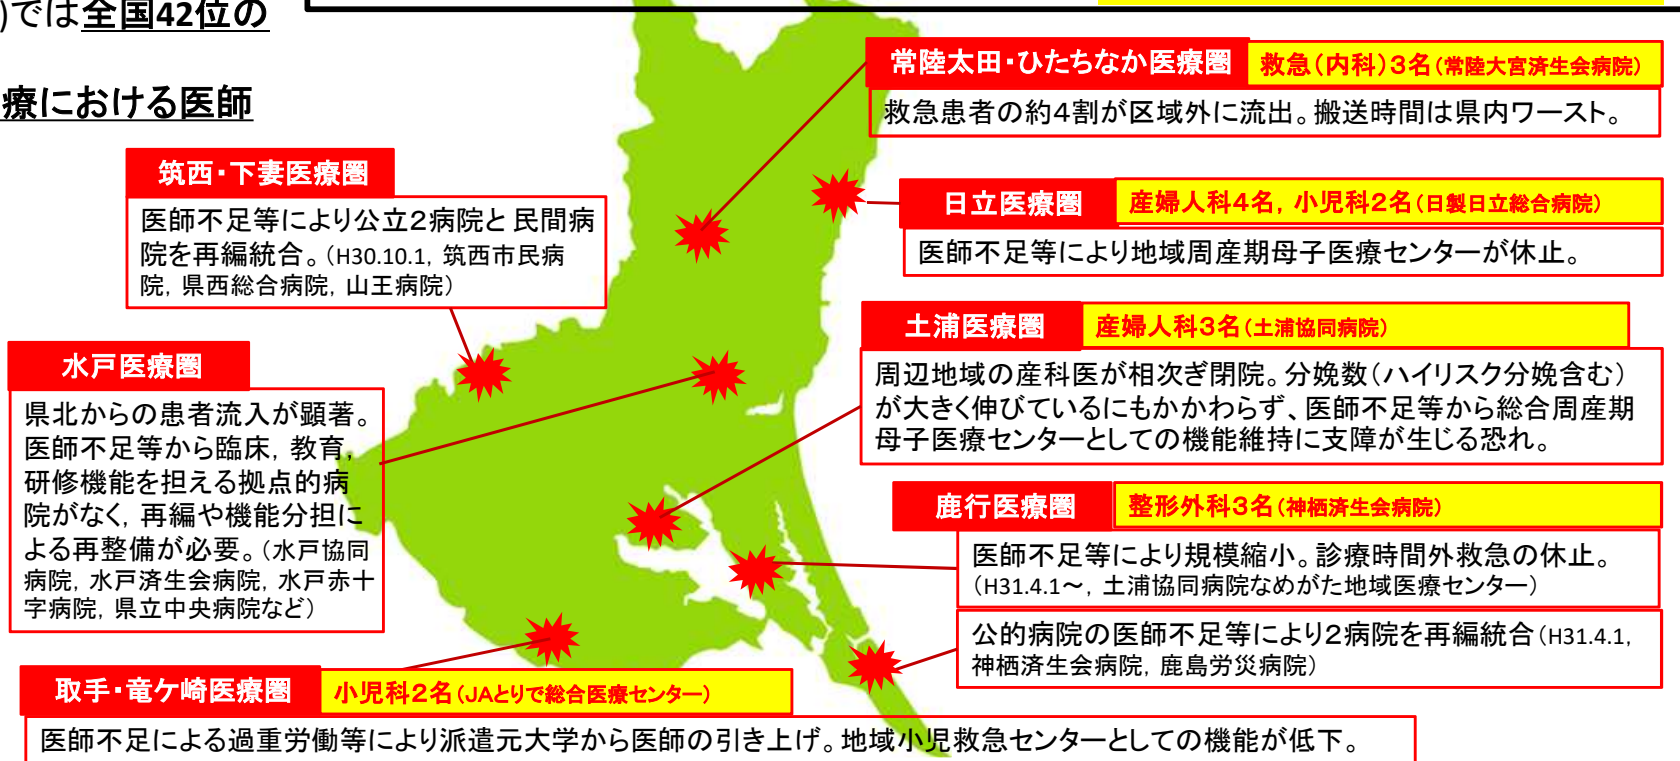 )では全国42位の
療における医師
常陸太田・ひたちなか医療圏
救急(内科)3名(常陸大宮済生会病院)
救急患者の約4割が区域外に流出。搬送時間は県内ワースト。
筑西・下妻医療圏
医師不足等により公立2病院と民間病
院を再編統合。(H30.10.1, 筑西市民病
院, 県西総合病院, 山王病院)
日立医療圏
産婦人科4名, 小児科2名(日製日立総合病院)
医師不足等により地域周産期母子医療センターが休止。
土浦医療圏
産婦人科3名(土浦協同病院)
周辺地域の産科医が相次ぎ閉院。分娩数(ハイリスク分娩含む)
が大きく伸びているにもかかわらず、医師不足等から総合周産期
母子医療センターとしての機能維持に支障が生じる恐れ。
水戸医療圏
県北からの患者流入が顕著。
医師不足等から臨床, 教育,
研修機能を担える拠点的病
院がなく, 再編や機能分担に
よる再整備が必要。(水戸協同
病院, 水戸済生会病院, 水戸赤十
字病院, 県立中央病院など)
鹿行医療圏
整形外科3名(神栖済生会病院)
医師不足等により規模縮小。診療時間外救急の休止。
(H31.4.1~, 土浦協同病院なめがた地域医療センター)
公的病院の医師不足等により2病院を再編統合(H31.4.1,
神栖済生会病院, 鹿島労災病院)
取手・竜ケ崎医療圏
小児科2名(JAとりで総合医療センター)
医師不足による過重労働等により派遣元大学から医師の引き上げ。地域小児救急センターとしての機能が低下。